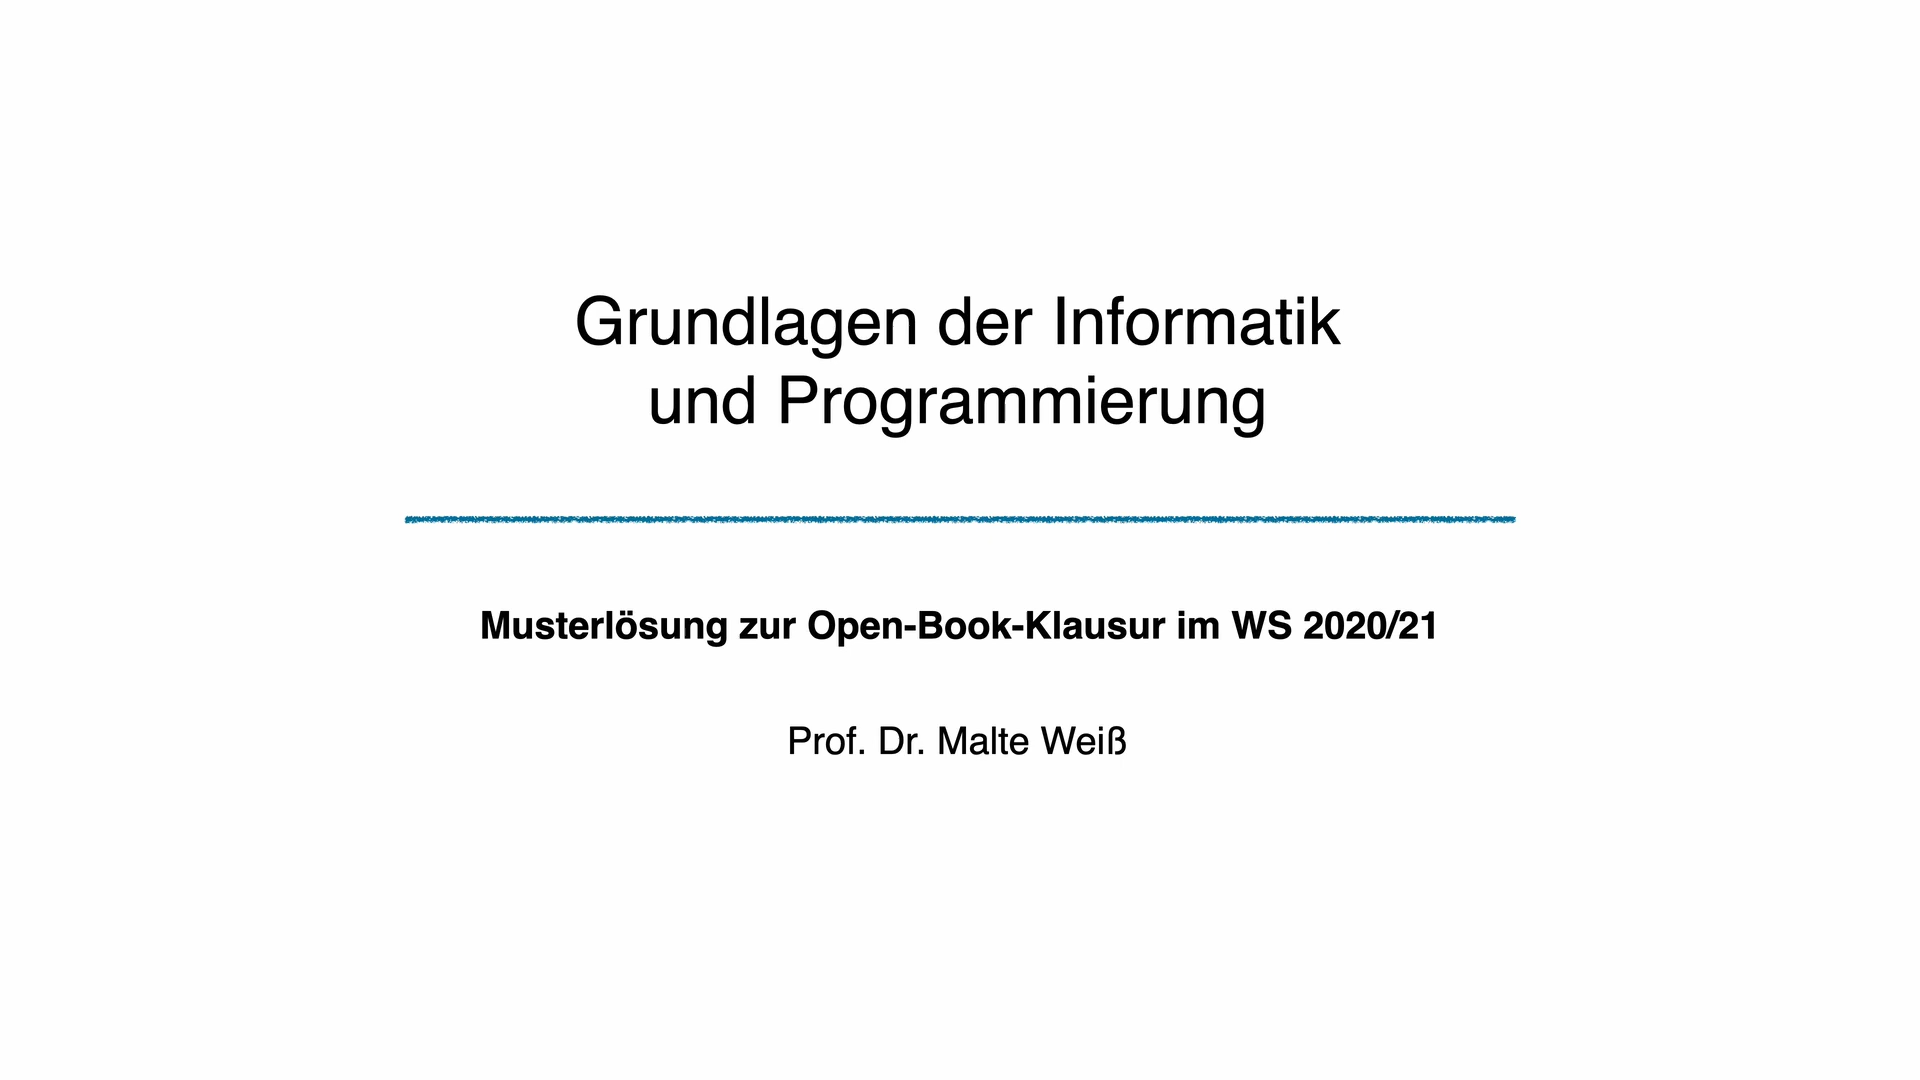 Grundlagen der Informatik
und Programmierung
Musterlösung zur Open-Book-Klausur im WS 2020/21
Prof. Dr. Malte Weiß